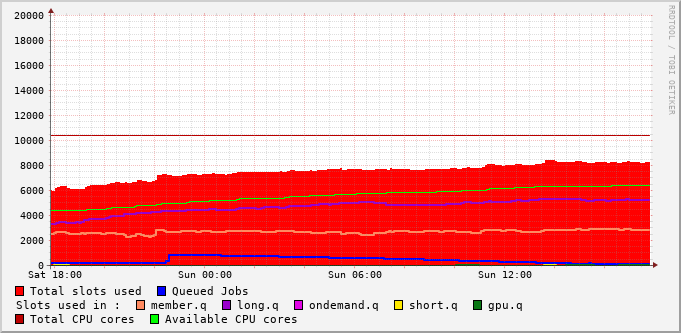 20000
18000
16000
14000
12000
10000
8000
6000
4000
2000
0
Sat 18:00 Sun 00:00 Sun 06:00 Sun 12:00
RRDTOOL / TOBI OETIKER
Total slots used Queued Jobs
Slots used in : member.q long.q ondemand.q short.q gpu.q
Total CPU cores Available CPU cores